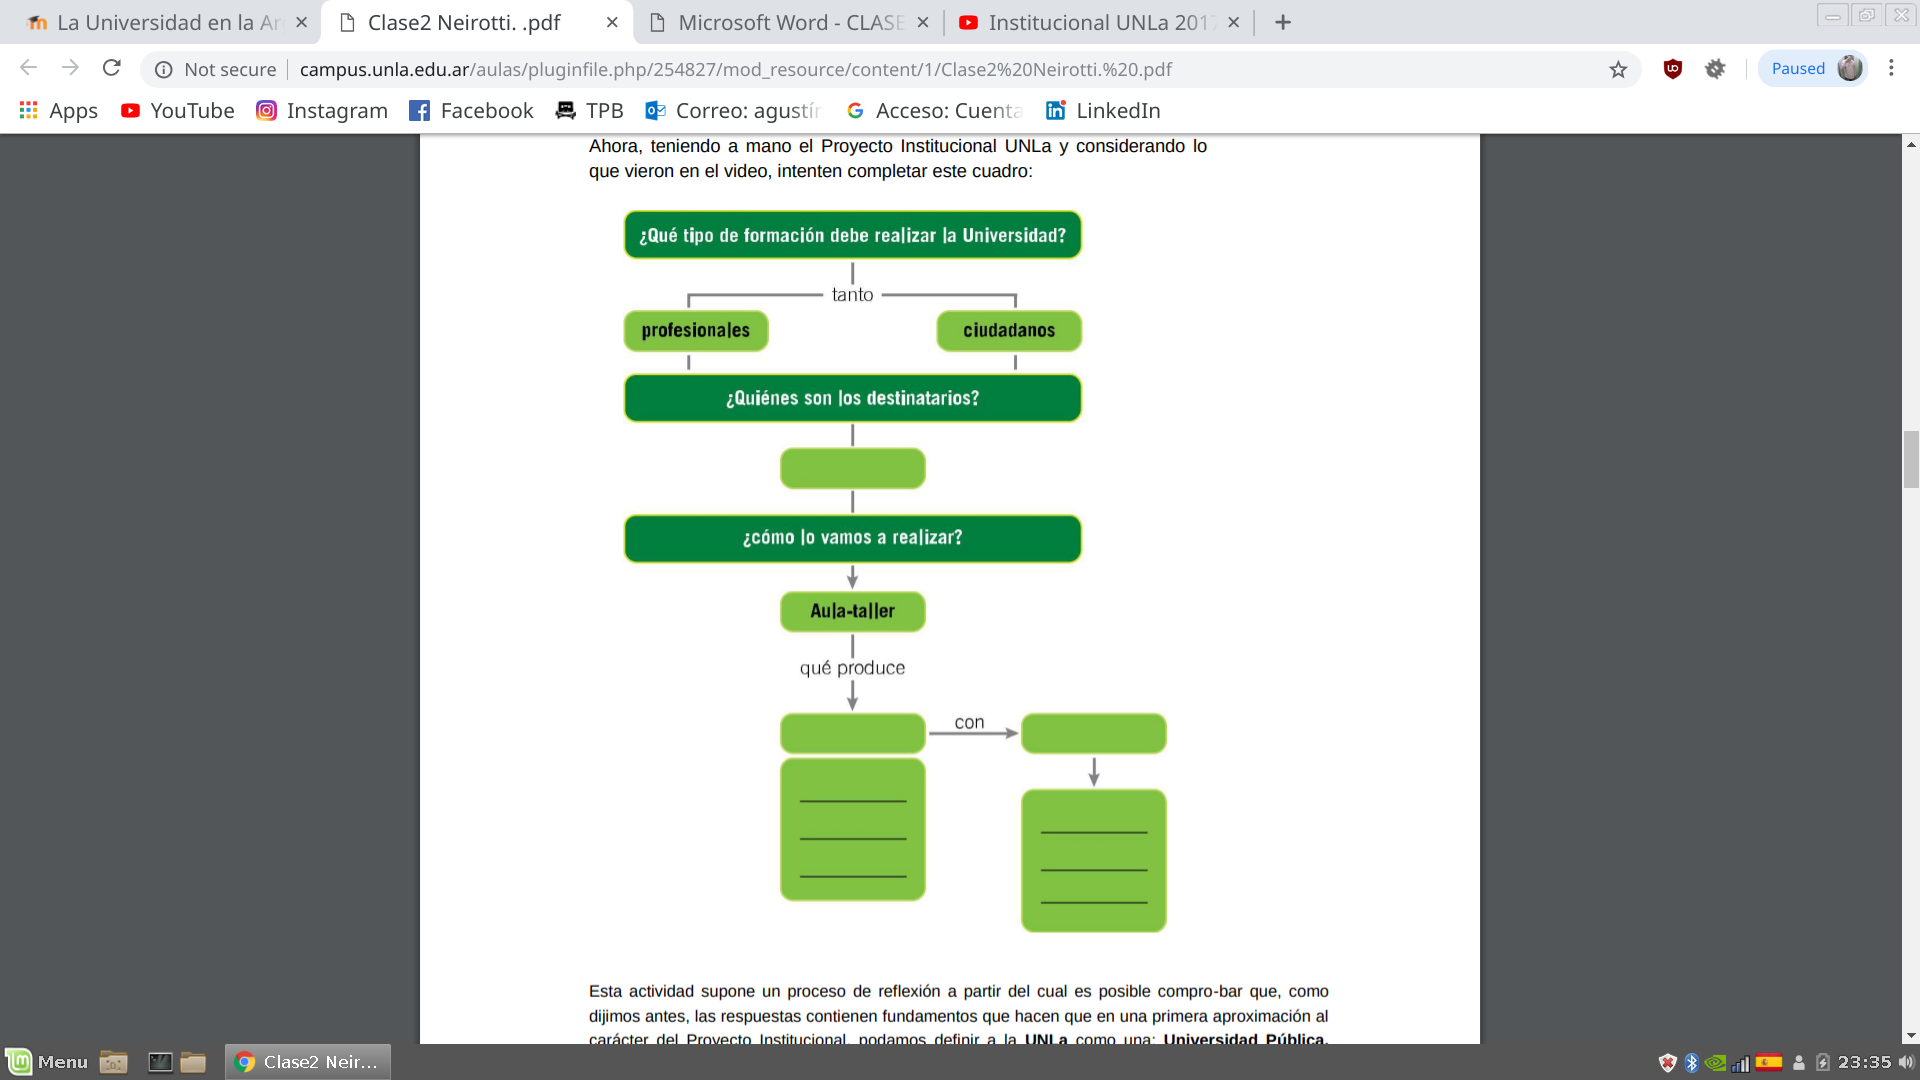 La Universidad en la Ar
Clase2 Neirotti. .pdf
Microsoft Word - CLASE
Institucional UNLa 2017
Not secure
campus.unla.edu.ar/aulas/pluginfile.php/254827/mod_resource/content/1/Clase2%20Neirotti.%20.pdf
Paused
Apps
YouTube
Instagram
Facebook
TPB
Correo: agustín
Acceso: Cuenta
LinkedIn
Ahora, teniendo a mano el Proyecto Institucional UNLa y considerando lo
que vieron en el video, intenten completar este cuadro:
¿Qué tipo de formación debe realizar la Universidad?
tanto
profesionales
ciudadanos
¿Quiénes son los destinatarios?
¿cómo lo vamos a realizar?
Aula-taller
qué produce
con
Esta actividad supone un proceso de reflexión a partir del cual es posible compro-bar que, como
dijimos antes, las respuestas contienen fundamentos que hacen que en una primera aproximación al
carácter del Proyecto Institucional, podamos definir a la UNLa como una: Universidad Pública,
Menu
Clase2 Neir...
23:35